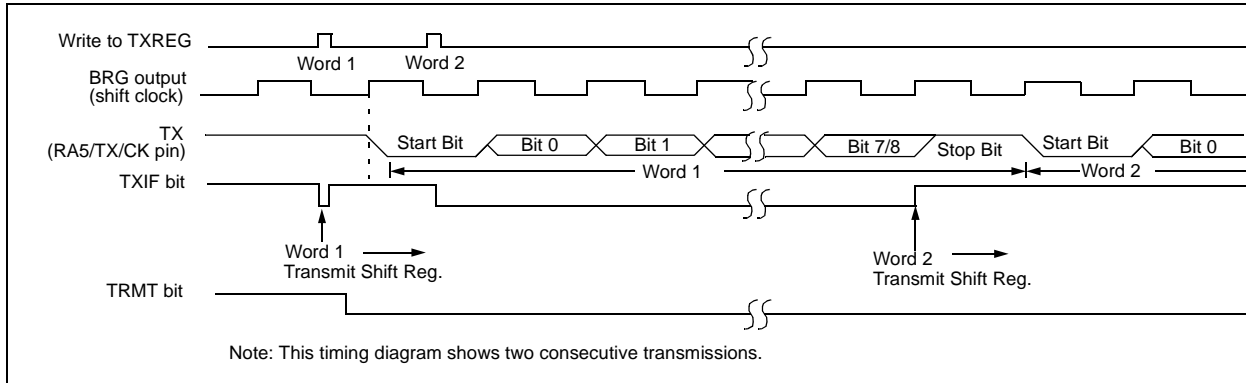 Write to TXREG
Word 1
Word 2
BRG output
(shift clock)
TX
(RA5/TX/CK pin)
Start Bit
Bit 0
Bit 1
Bit 7/8
Stop Bit
Start Bit
Bit 0
Word 1
Word 2
TXIF bit
Word 1
Transmit Shift Reg.
Word 2
Transmit Shift Reg.
TRMT bit
Note: This timing diagram shows two consecutive transmissions.